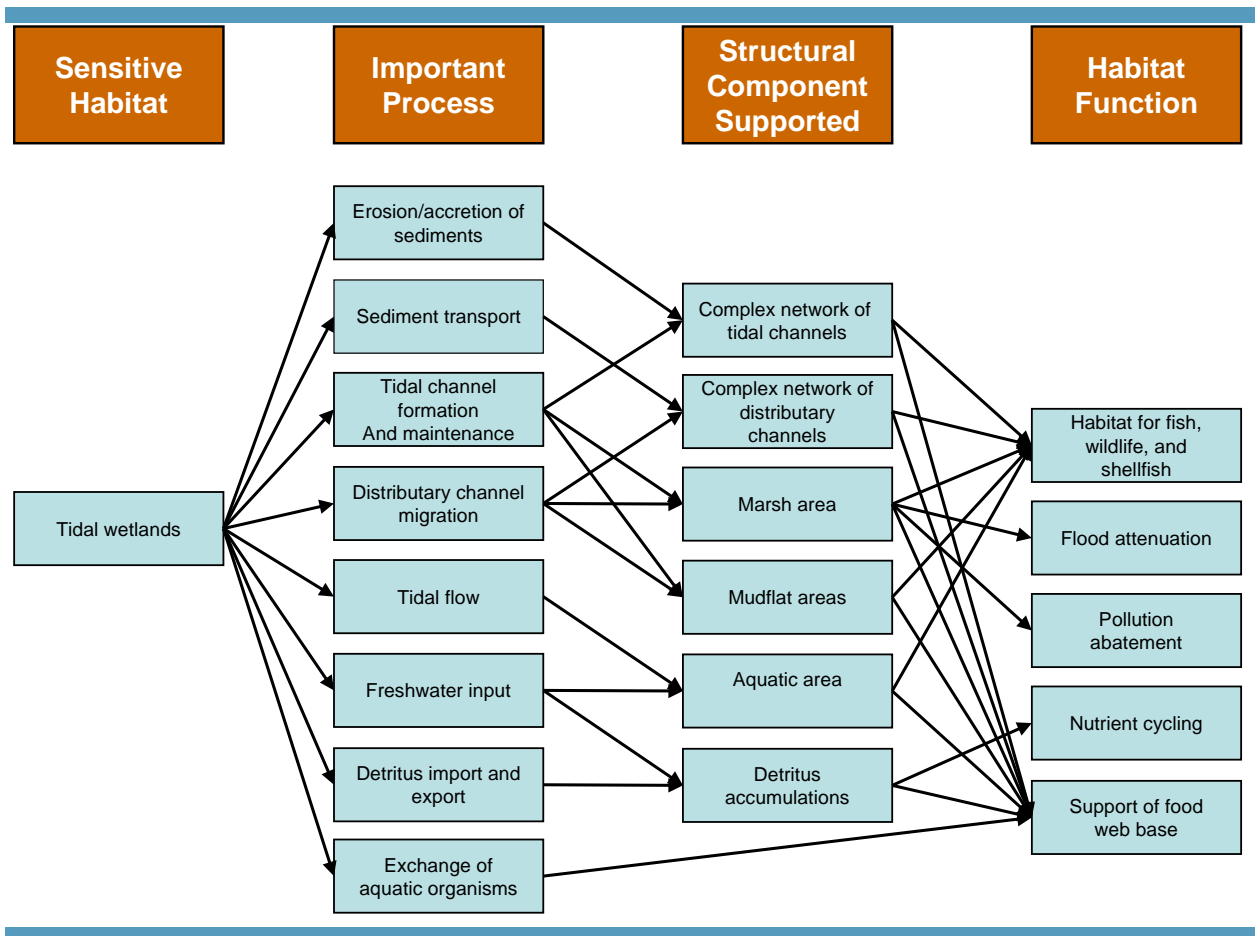 Sensitive
Habitat
Important
Process
Structural
Component
Supported
Habitat
Function
Tidal wetlands
Erosion/accretion of
sediments
Sediment transport
Tidal channel
formation
And maintenance
Distributary channel
migration
Tidal flow
Freshwater input
Detritus import and
export
Exchange of
aquatic organisms
Complex network of
tidal channels
Complex network of
distributary
channels
Marsh area
Mudflat areas
Aquatic area
Detritus
accumulations
Habitat for fish,
wildlife, and
shellfish
Flood attenuation
Pollution
abatement
Nutrient cycling
Support of food
web base